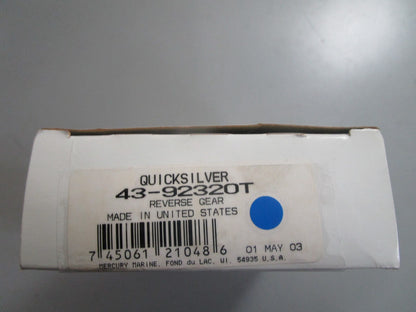 QUICKSILVER
43-92320T
REVERSE GEAR
MADE IN UNITED STATES
7 45061 21048 6 01 MAY 03
MERCURY MARINE, FOND du LAC, WI. 54935 U.S.A.